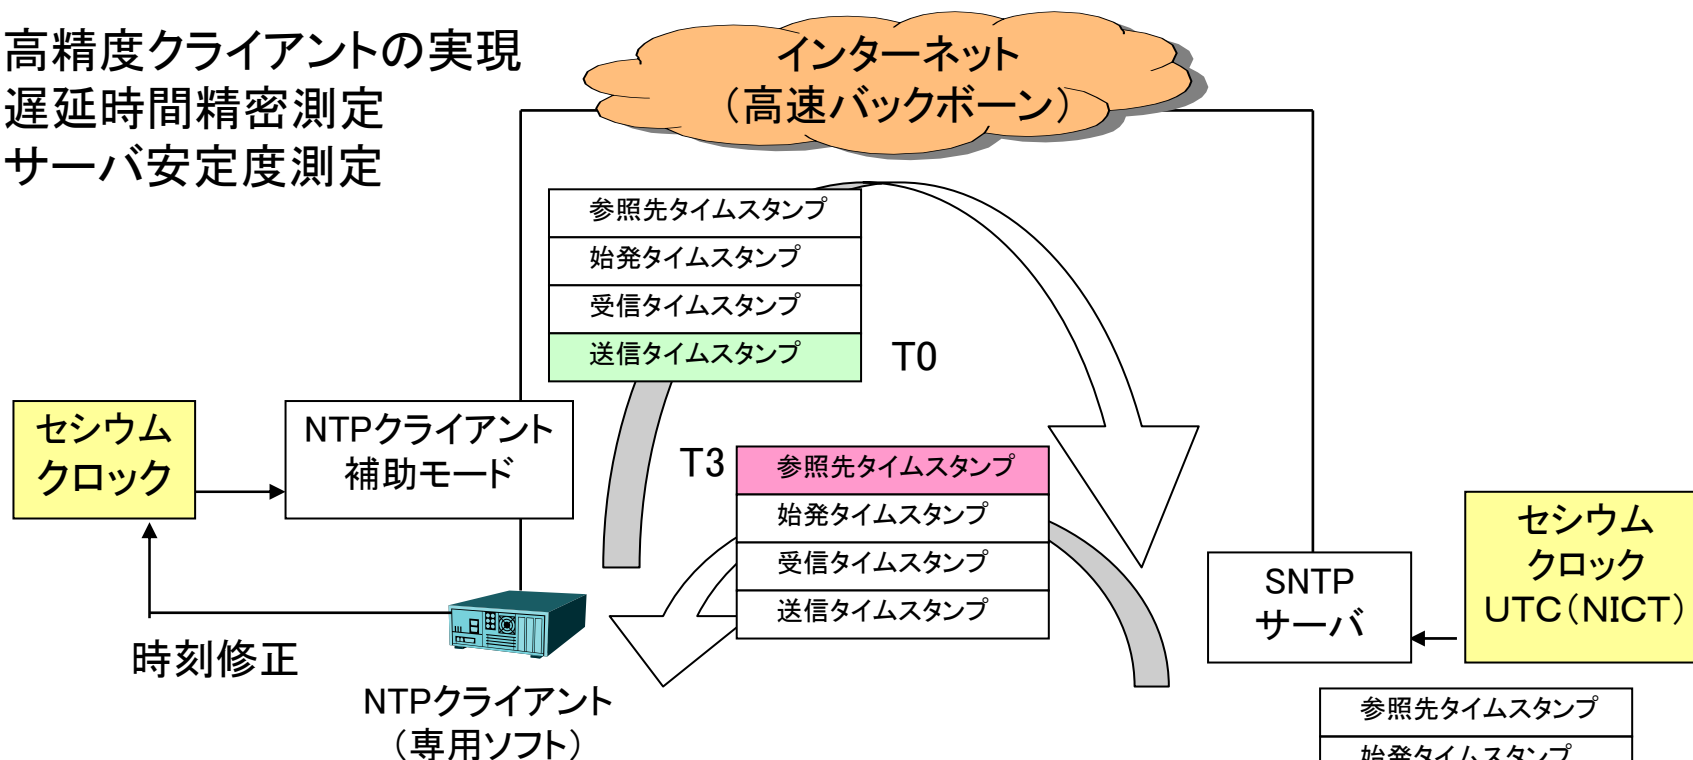 高精度クライアントの実現
遅延時間精密測定
サーバ安定度測定
インターネット
（高速バックボーン）
参照先タイムスタンプ
始発タイムスタンプ
受信タイムスタンプ
送信タイムスタンプ
T0
セシウム
クロック
NTPクライアント
補助モード
T3
参照先タイムスタンプ
始発タイムスタンプ
受信タイムスタンプ
送信タイムスタンプ
SNTP
サーバ
セシウム
クロック
UTC（NICT）
時刻修正
NTPクライアント
（専用ソフト）
参照先タイムスタンプ
始発タイムスタンプ